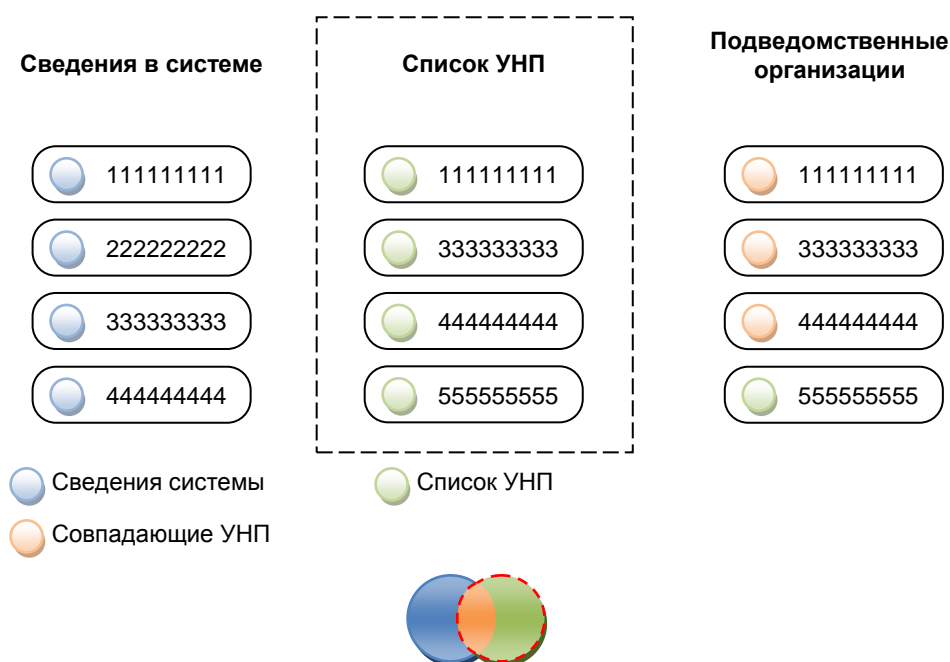 Сведения в системе
Список УНП
Подведомственные
организации
111111111
111111111
111111111
222222222
333333333
333333333
333333333
444444444
444444444
444444444
555555555
555555555
Сведения системы
Список УНП
Совпадающие УНП